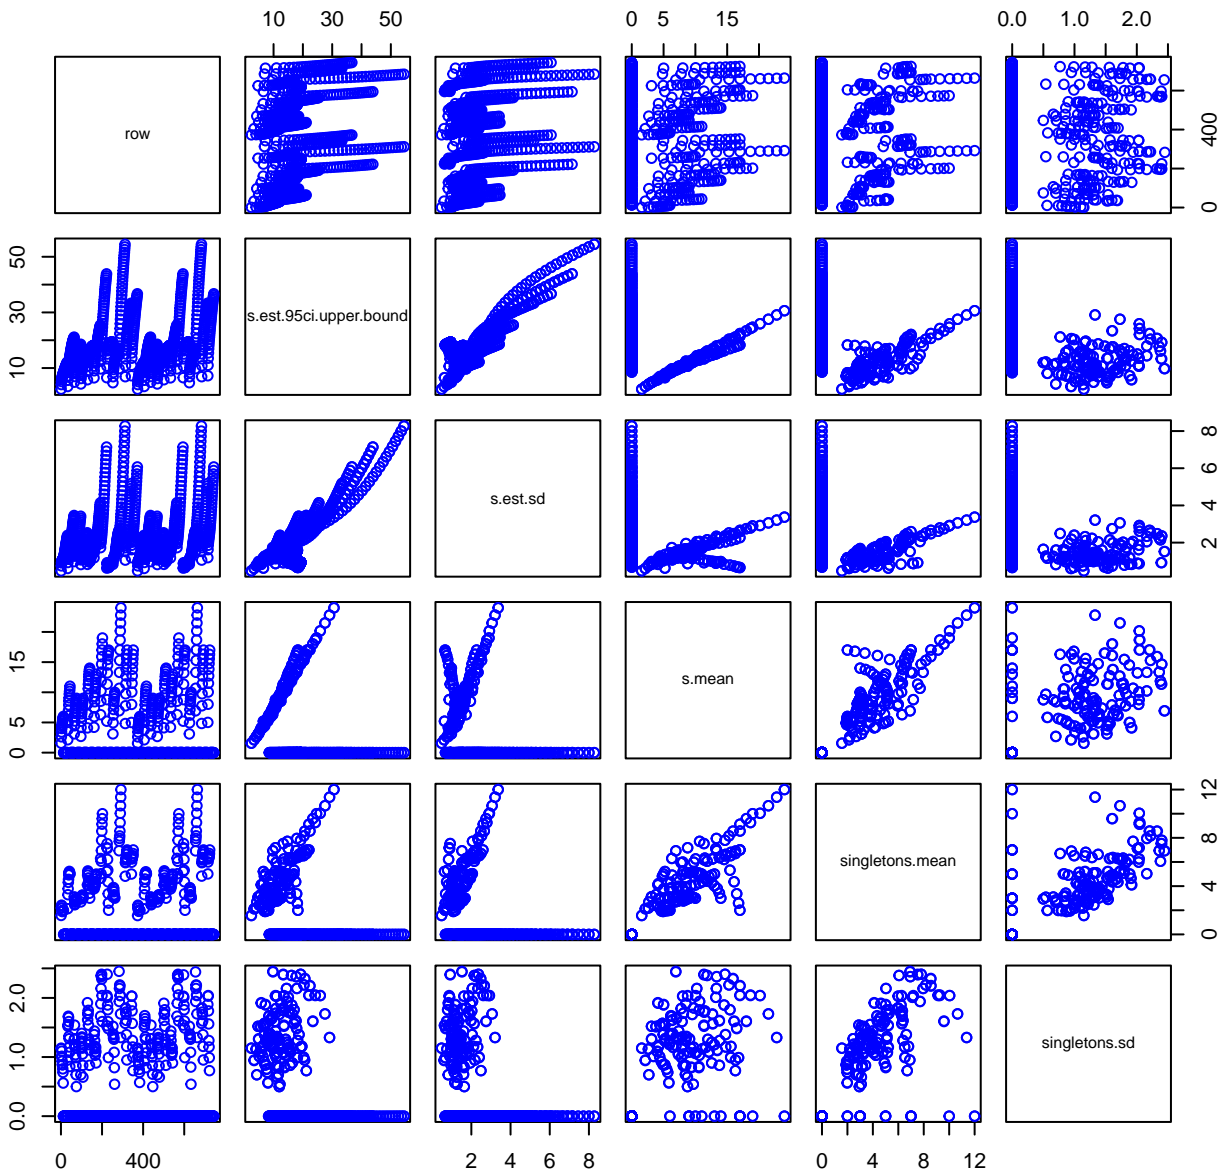 10 30 50 0 5 15 0.0 1.0 2.0
row
0 400
10 30 50
s.est.95ci.upper.bound
s.est.sd
2 4 6 8
0 5 15
s.mean
singletons.mean
0 4 8 12
0.0 1.0 2.0
singletons.sd
0 400 2 4 6 8 0 4 8 12